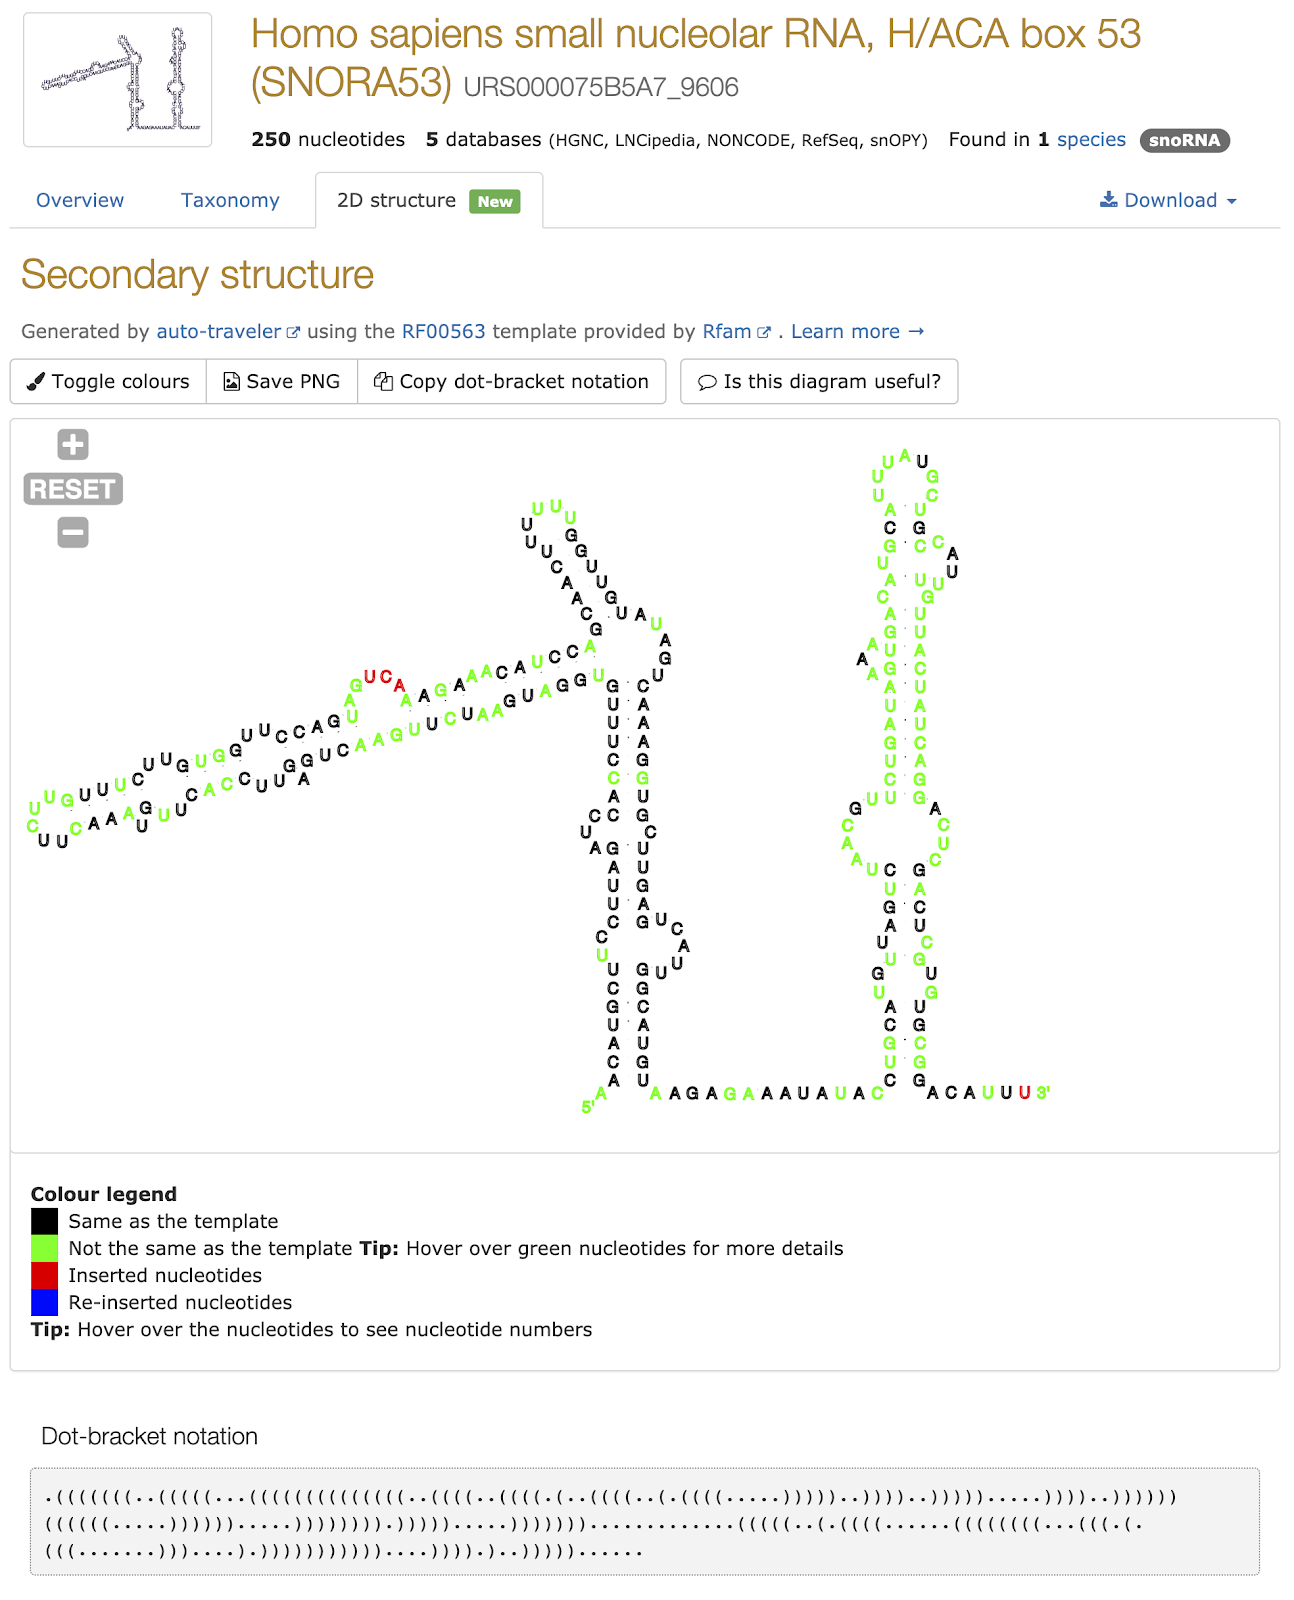 Homo sapiens small nucleolar RNA, H/ACA box 53
(SNORA53) URS000075B5A7_9606
250 nucleotides 5 databases (HGNC, LNCipedia, NONCODE, RefSeq, snOPY) Found in 1 species snoRNA
Overview Taxonomy 2D structure New Download
Secondary structure
Generated by auto-traveler using the RF00563 template provided by Rfam . Learn more →
Toggle colours Save PNG Copy dot-bracket notation Is this diagram useful?
RESET
5' A
A A G A G A A A U A U A C
A C A U U U 3'
Colour legend
Same as the template
Not the same as the template Tip: Hover over green nucleotides for more details
Inserted nucleotides
Re-inserted nucleotides
Tip: Hover over the nucleotides to see nucleotide numbers
Dot-bracket notation
.(((((((..(((((...((((((((((((((..((((..((((.(..((((..(.((((.....)))))..))))..))))).....))))..))))))
((((((.....)))))).....)))))))).))))).....))))))).............(((((..(.((((......((((((((...(((.(.
(((.......)))....).)))))))))))....)))).)..)))))......